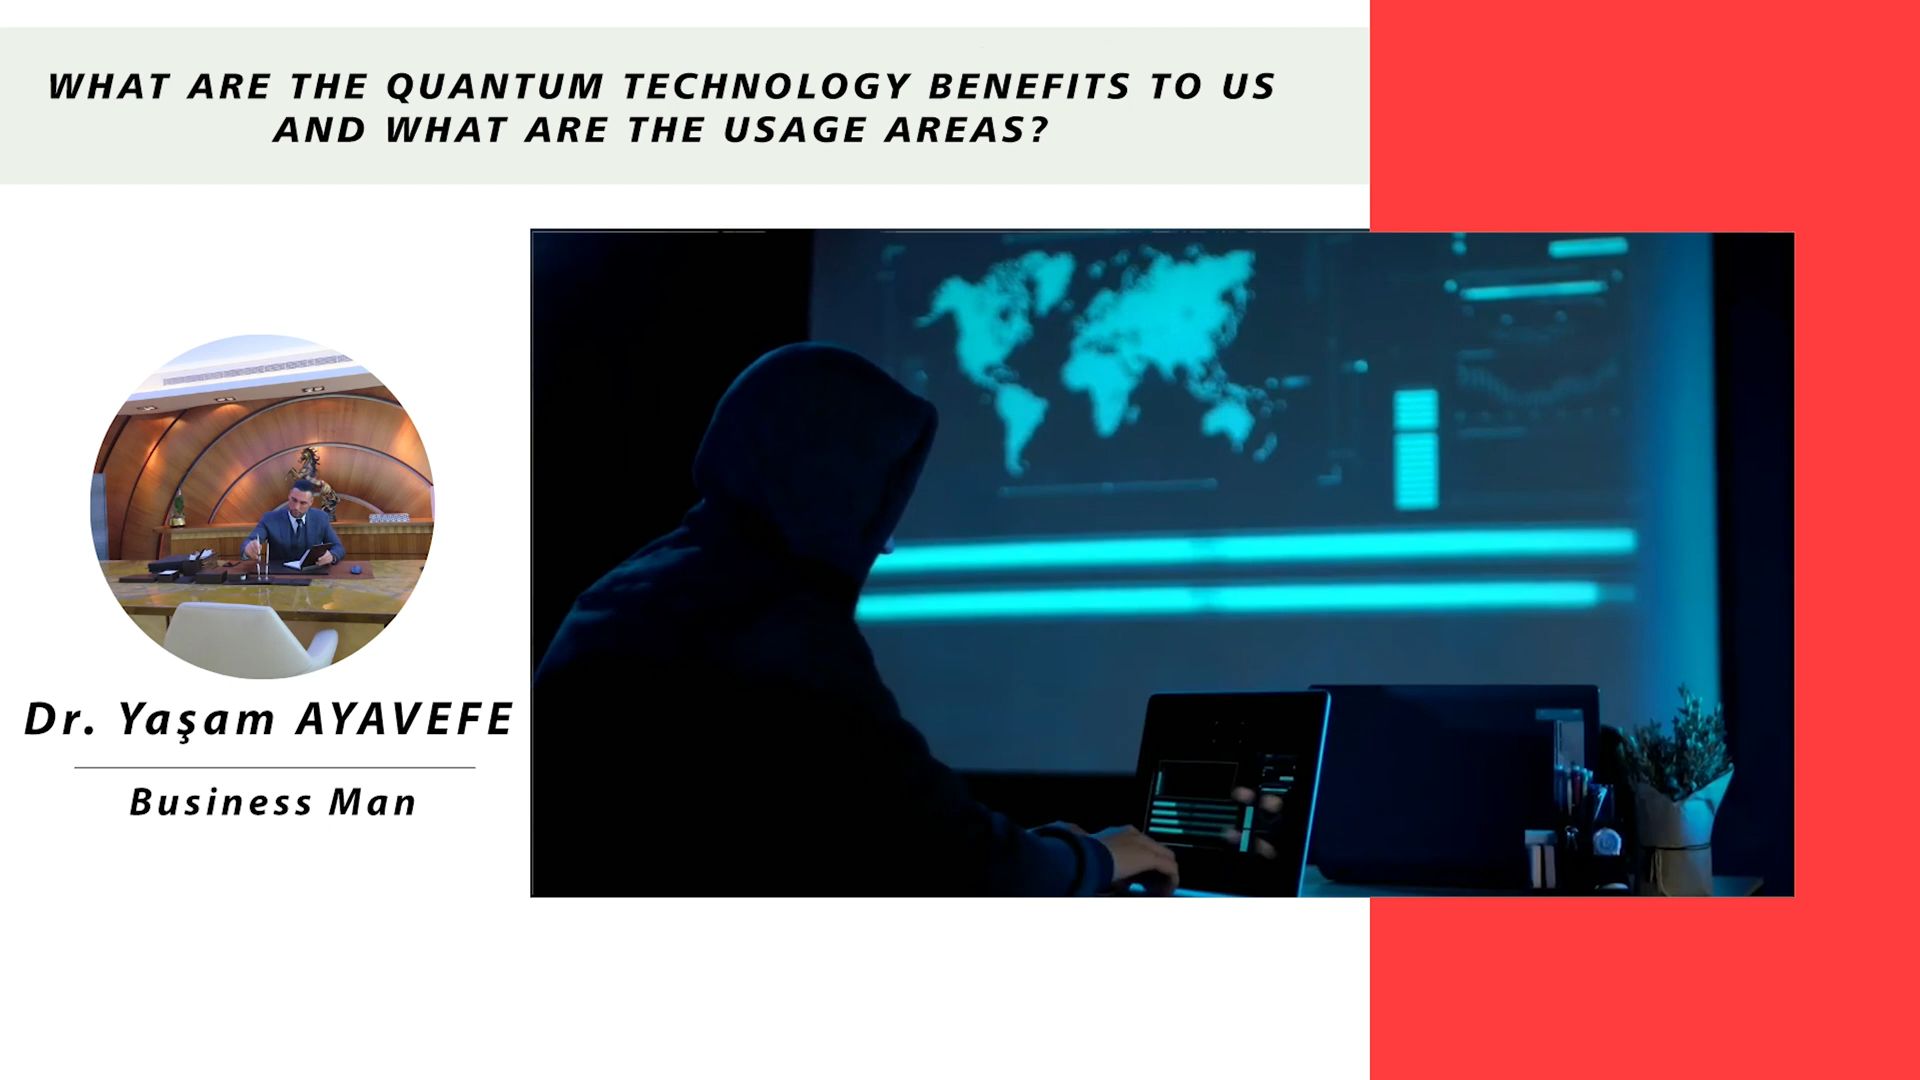 WHAT ARE THE QUANTUM TECHNOLOGY BENEFITS TO US
AND WHAT ARE THE USAGE AREAS?
Dr. Yaşam AYAVEFE
Business Man